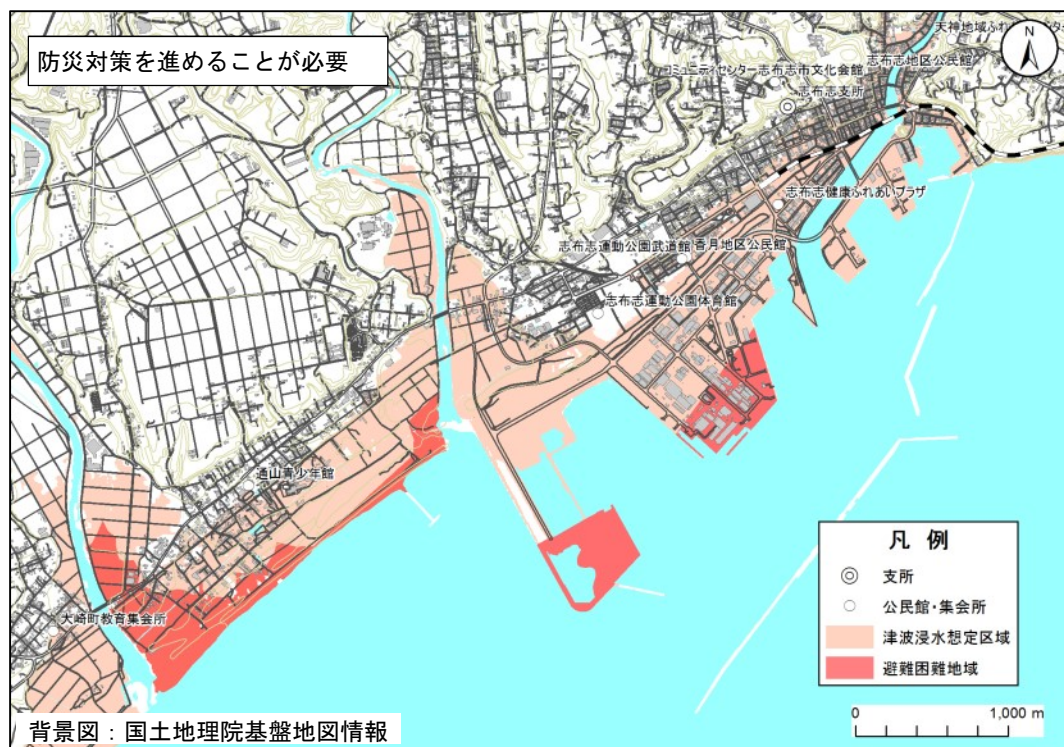 防災対策を進めることが必要
天神地域ふれあいセンター
N
志布志地区公民館
コミュニティセンター志布志市文化会館
志布志支所
志布志健康ふれあいプラザ
志布志運動公園武道館
香月地区公民館
志布志運動公園体育館
通山青少年館
大崎町教育集会所
凡 例
支所
公民館・集会所
津波浸水想定区域
避難困難地域
0 1,000 m
背景図：国土地理院基盤地図情報